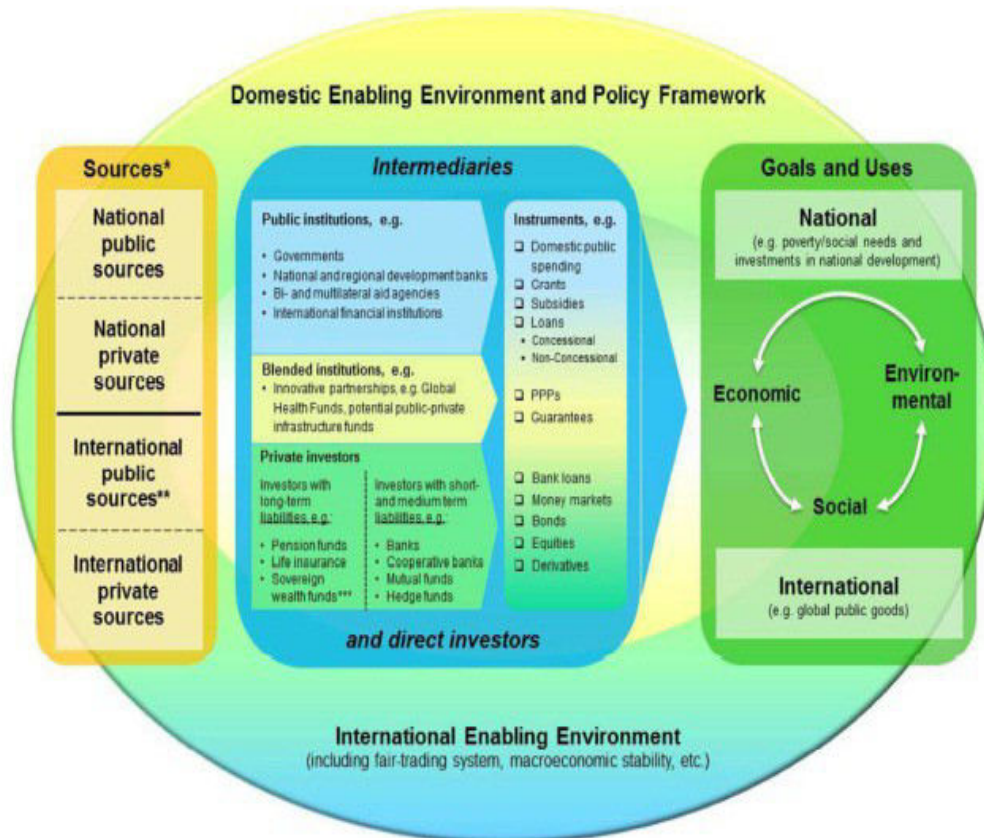 Domestic Enabling Environment and Policy Framework
Sources*
National
public
sources
National
private
sources
International
public
sources**
International
private
sources
Intermediaries
Public institutions, e.g.
• Governments
• National and regional development banks
• Bi- and multilateral aid agencies
• International financial institutions
Blended institutions, e.g.
• Innovative partnerships, e.g. Global
Health Funds, potential public-private
infrastructure funds
Private investors
Investors with
long-term
liabilities, e.g.:
• Pension funds
• Life insurance
• Sovereign
wealth funds***
Investors with short-
and medium term
liabilities, e.g.:
• Banks
• Cooperative banks
• Mutual funds
• Hedge funds
Instruments, e.g.
❑ Domestic public
spending
❑ Grants
❑ Subsidies
❑ Loans
• Concessional
• Non-Concessional
❑ PPPs
❑ Guarantees
❑ Bank loans
❑ Money markets
❑ Bonds
❑ Equities
❑ Derivatives
and direct investors
Goals and Uses
National
(e.g. poverty/social needs and
investments in national development)
Economic
Environ-
mental
Social
International
(e.g. global public goods)
International Enabling Environment
(including fair-trading system, macroeconomic stability, etc.)